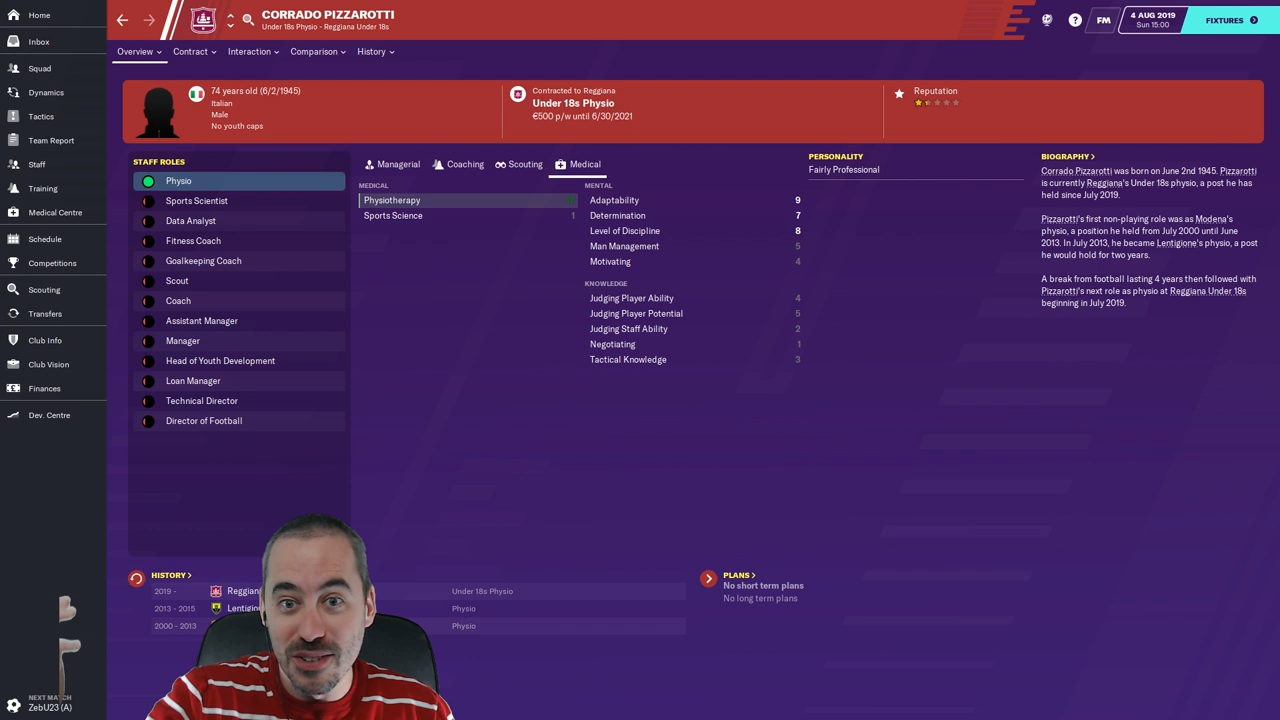 Home
Inbox
Squad
Dynamics
Tactics
Team Report
Staff
Training
Medical Centre
Schedule
Competitions
Scouting
Transfers
Club Info
Club Vision
Finances
Dev. Centre
NEXT MATCH
ZebU23 (A)
CORRADO PIZZAROTTI
Under 18s Physio - Reggiana Under 18s
?
FM
4 AUG 2019
Sun 15:00
FIXTURES
Overview
Contract
Interaction
Comparison
History
74 years old (6/2/1945)
Italian
Male
No youth caps
Contracted to Reggiana
Under 18s Physio
€500 p/w until 6/30/2021
Reputation
STAFF ROLES
Physio
Sports Scientist
Data Analyst
Fitness Coach
Goalkeeping Coach
Scout
Coach
Assistant Manager
Manager
Head of Youth Development
Loan Manager
Technical Director
Director of Football
Managerial
Coaching
Scouting
Medical
MEDICAL
Physiotherapy
Sports Science 1
MENTAL
Adaptability 9
Determination 7
Level of Discipline 8
Man Management 5
Motivating 4
KNOWLEDGE
Judging Player Ability 4
Judging Player Potential 5
Judging Staff Ability 2
Negotiating 1
Tactical Knowledge 3
PERSONALITY
Fairly Professional
BIOGRAPHY >
Corrado Pizzarotti was born on June 2nd 1945. Pizzarotti
is currently Reggiana's Under 18s physio, a post he has
held since July 2019.
Pizzarotti's first non-playing role was as Modena's
physio, a position he held from July 2000 until June
2013. In July 2013, he became Lentigione's physio, a post
he would hold for two years.
A break from football lasting 4 years then followed with
Pizzarotti's next role as physio at Reggiana Under 18s
beginning in July 2019.
HISTORY >
2019 - Reggiana Under 18s Physio
2013 - 2015 Lentigio Physio
2000 - 2013 Physio
PLANS >
No short term plans
No long term plans